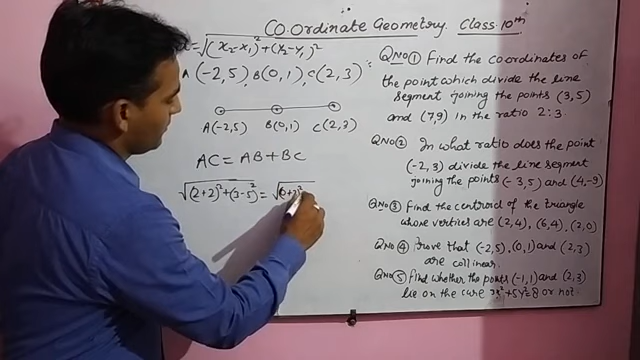 CO.Ordinate Geometry. Class.10th
=√(x₂-x₁)²+(y₂-y₁)²
A(-2,5), B(0,1), C(2,3):
A(-2,5) B(0,1) C(2,3)
AC = AB + BC
√(2+2)²+(3-5)² = √(0+2)²
QNo① Find the coordinates of
the point which divide the line
segment joining the points (3,5)
and (7,9) in the ratio 2:3
QNo② In what ratio does the point
(-2,3) divide the line segment
joining the points (-3,5) and (4,-9)
QNo③ Find the centroid of the triangle
whose vertices are (2,4), (6,4), (2,0)
QNo④ Prove that (-2,5), (0,1) and (2,3)
are collinear.
QNo⑤ Find whether the points (-1,1) and (2,3)
lie on the curve 3x²+5y²=8 or not.